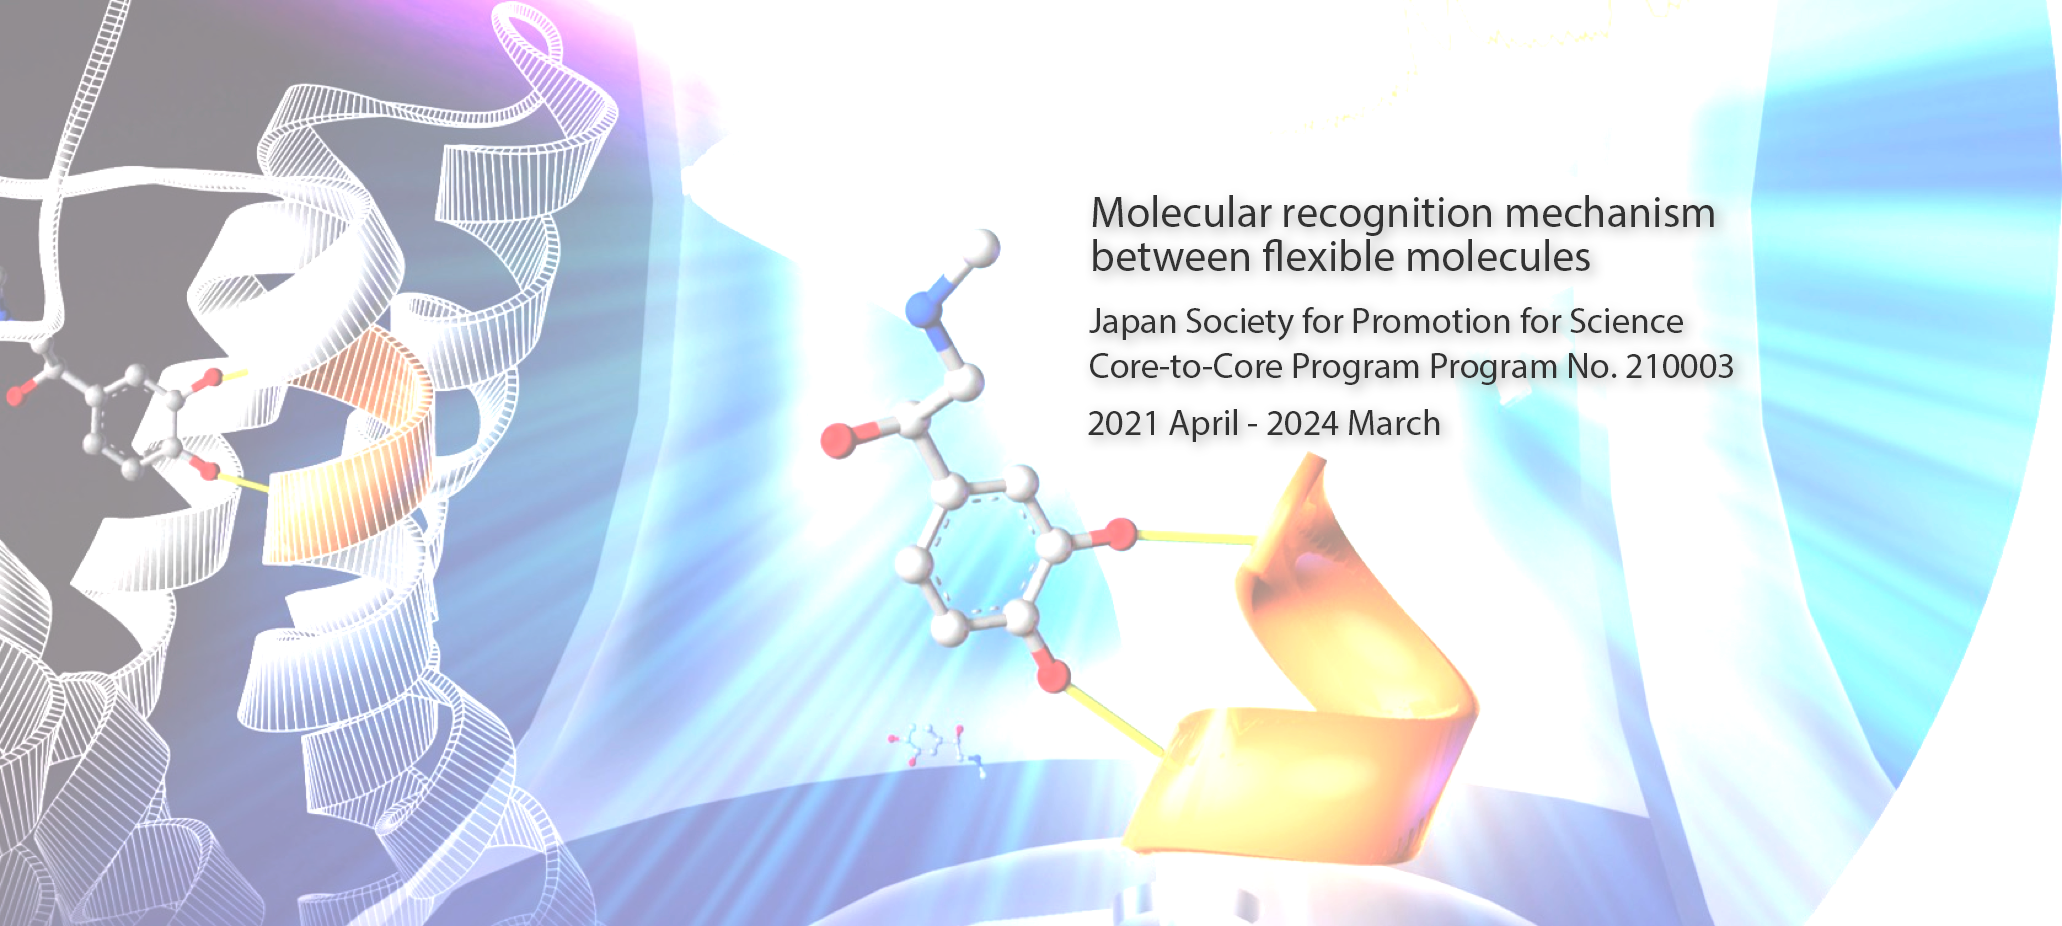 Molecular recognition mechanism
between flexible molecules
Japan Society for Promotion for Science
Core-to-Core Program Program No. 210003
2021 April - 2024 March